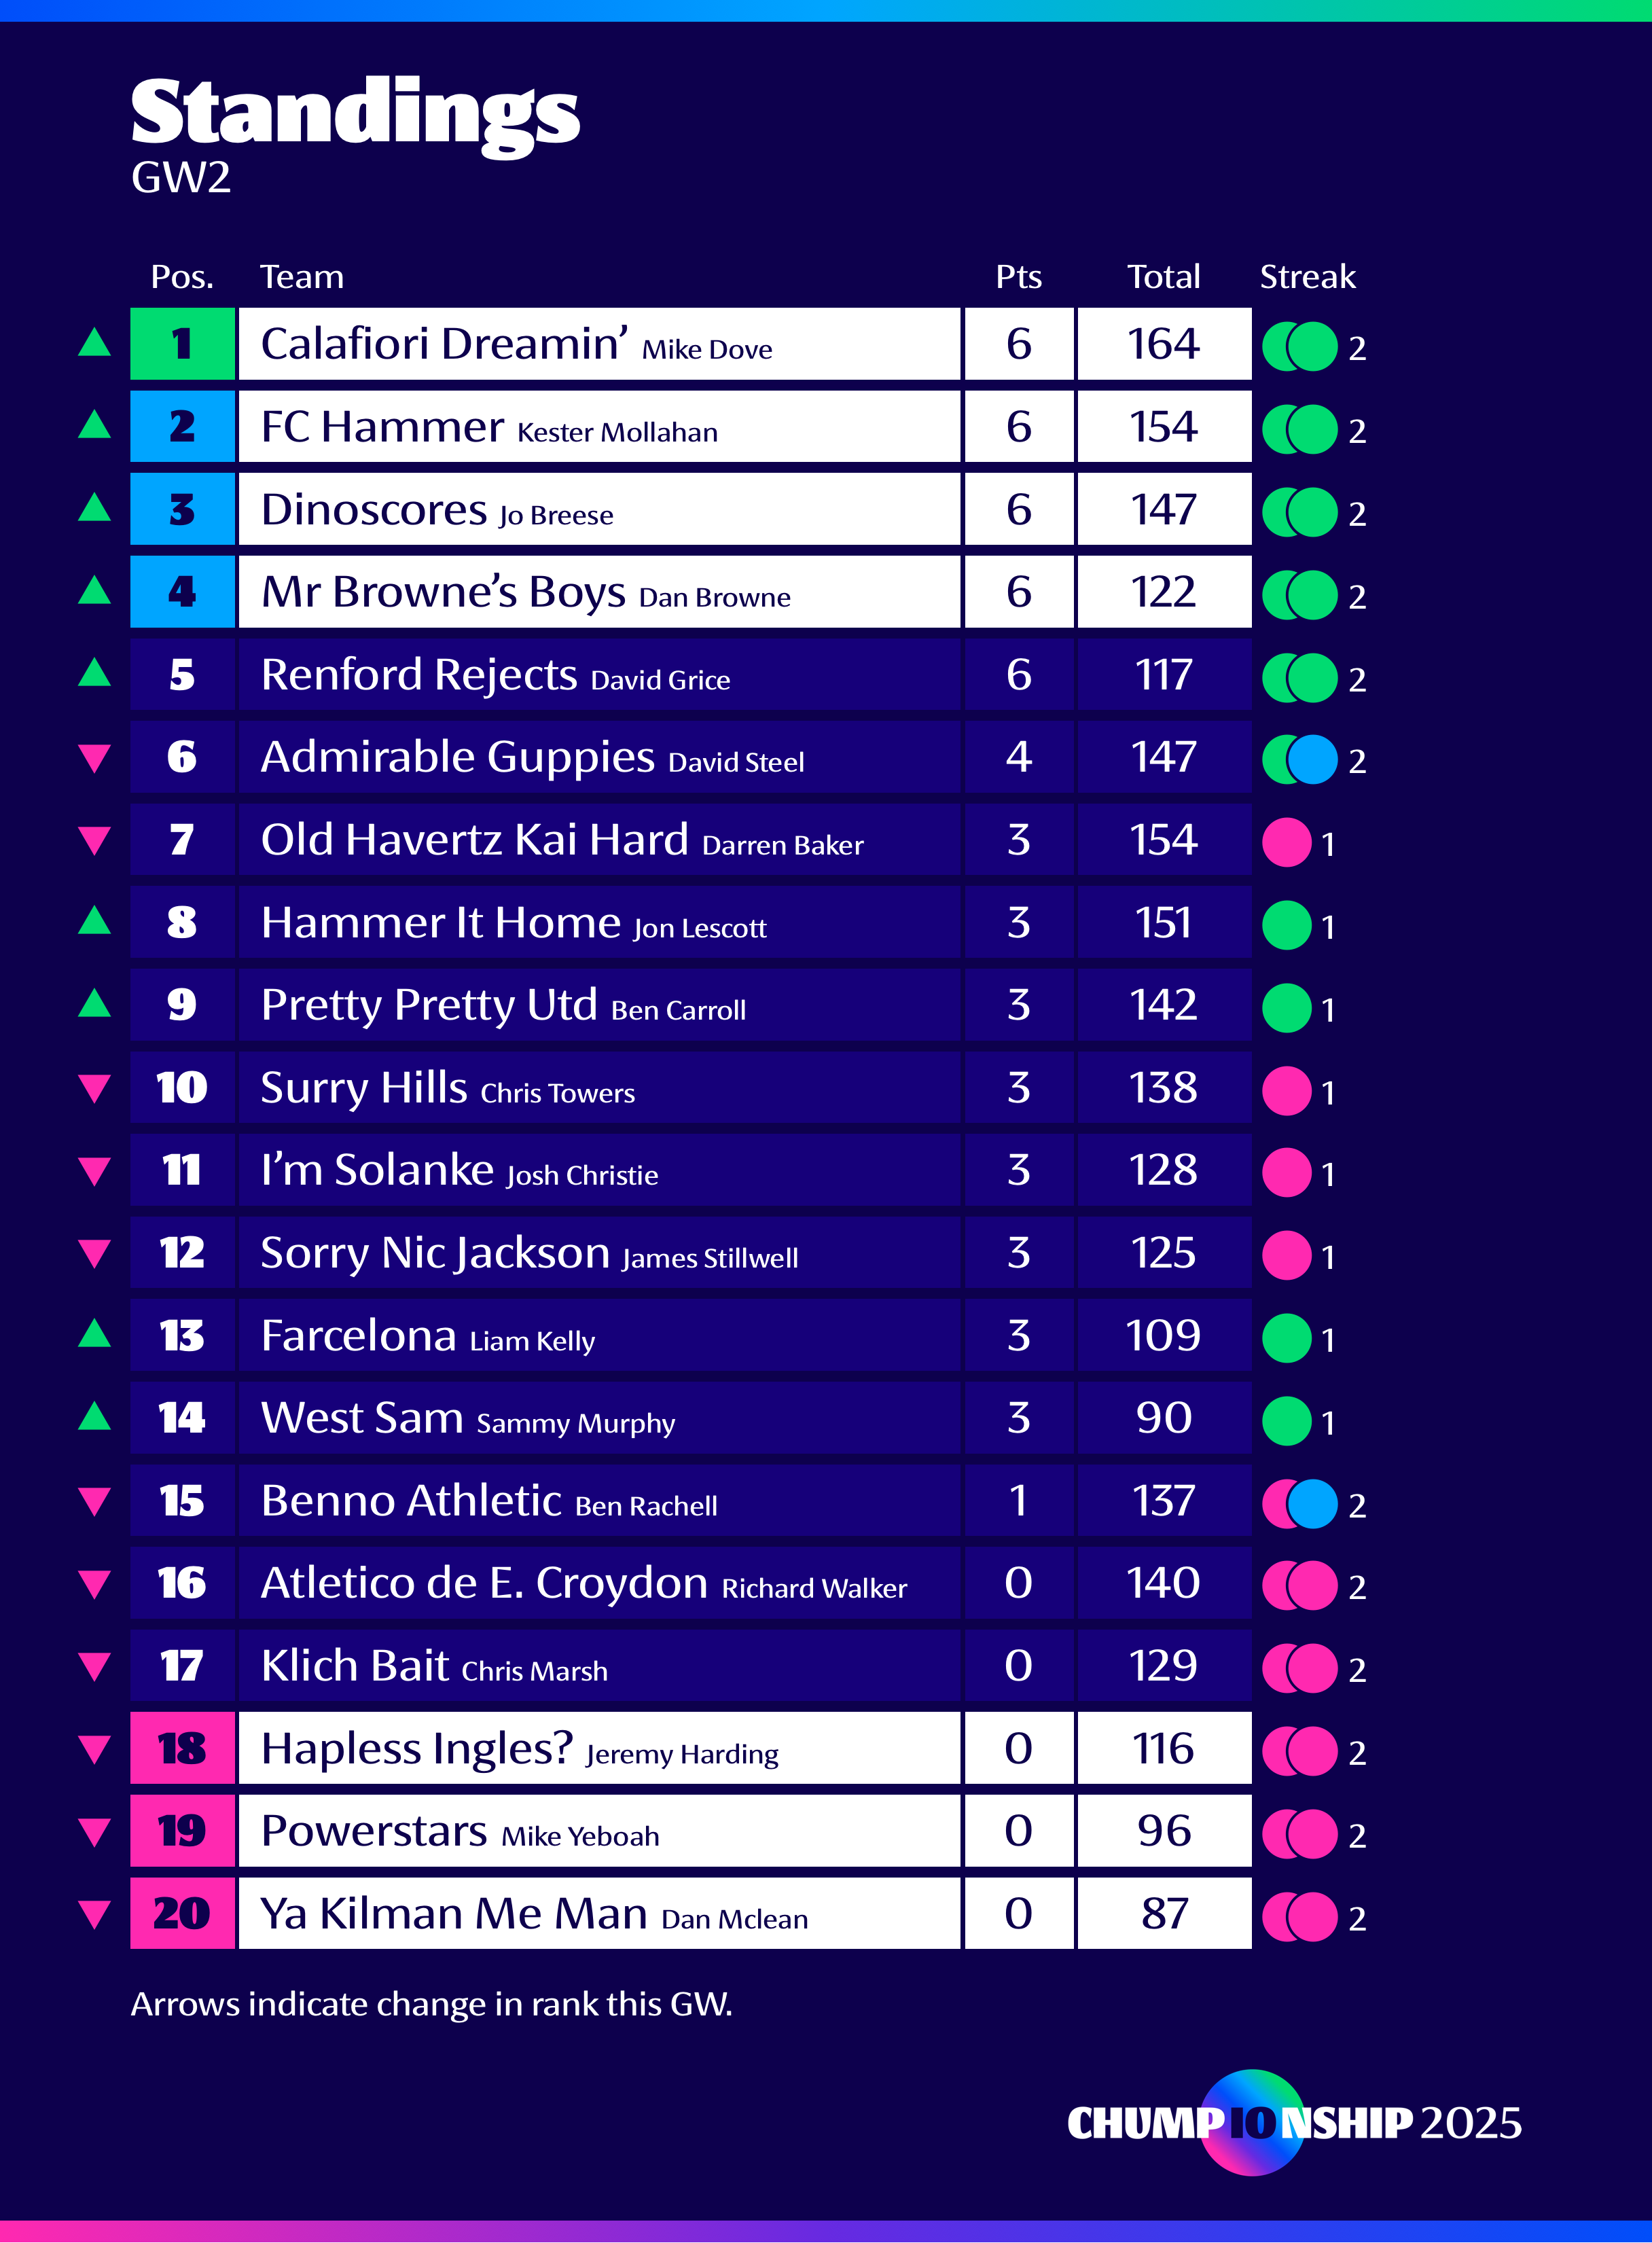 Standings
GW2
Pos. Team Pts Total Streak
1 Calafiori Dreamin’ Mike Dove 6 164 2
2 FC Hammer Kester Mollahan 6 154 2
3 Dinoscores Jo Breese 6 147 2
4 Mr Browne’s Boys Dan Browne 6 122 2
5 Renford Rejects David Grice 6 117 2
6 Admirable Guppies David Steel 4 147 2
7 Old Havertz Kai Hard Darren Baker 3 154 1
8 Hammer It Home Jon Lescott 3 151 1
9 Pretty Pretty Utd Ben Carroll 3 142 1
10 Surry Hills Chris Towers 3 138 1
11 I’m Solanke Josh Christie 3 128 1
12 Sorry Nic Jackson James Stillwell 3 125 1
13 Farcelona Liam Kelly 3 109 1
14 West Sam Sammy Murphy 3 90 1
15 Benno Athletic Ben Rachell 1 137 2
16 Atletico de E. Croydon Richard Walker 0 140 2
17 Klich Bait Chris Marsh 0 129 2
18 Hapless Ingles? Jeremy Harding 0 116 2
19 Powerstars Mike Yeboah 0 96 2
20 Ya Kilman Me Man Dan Mclean 0 87 2
Arrows indicate change in rank this GW.
CHUMP10NSHIP 2025